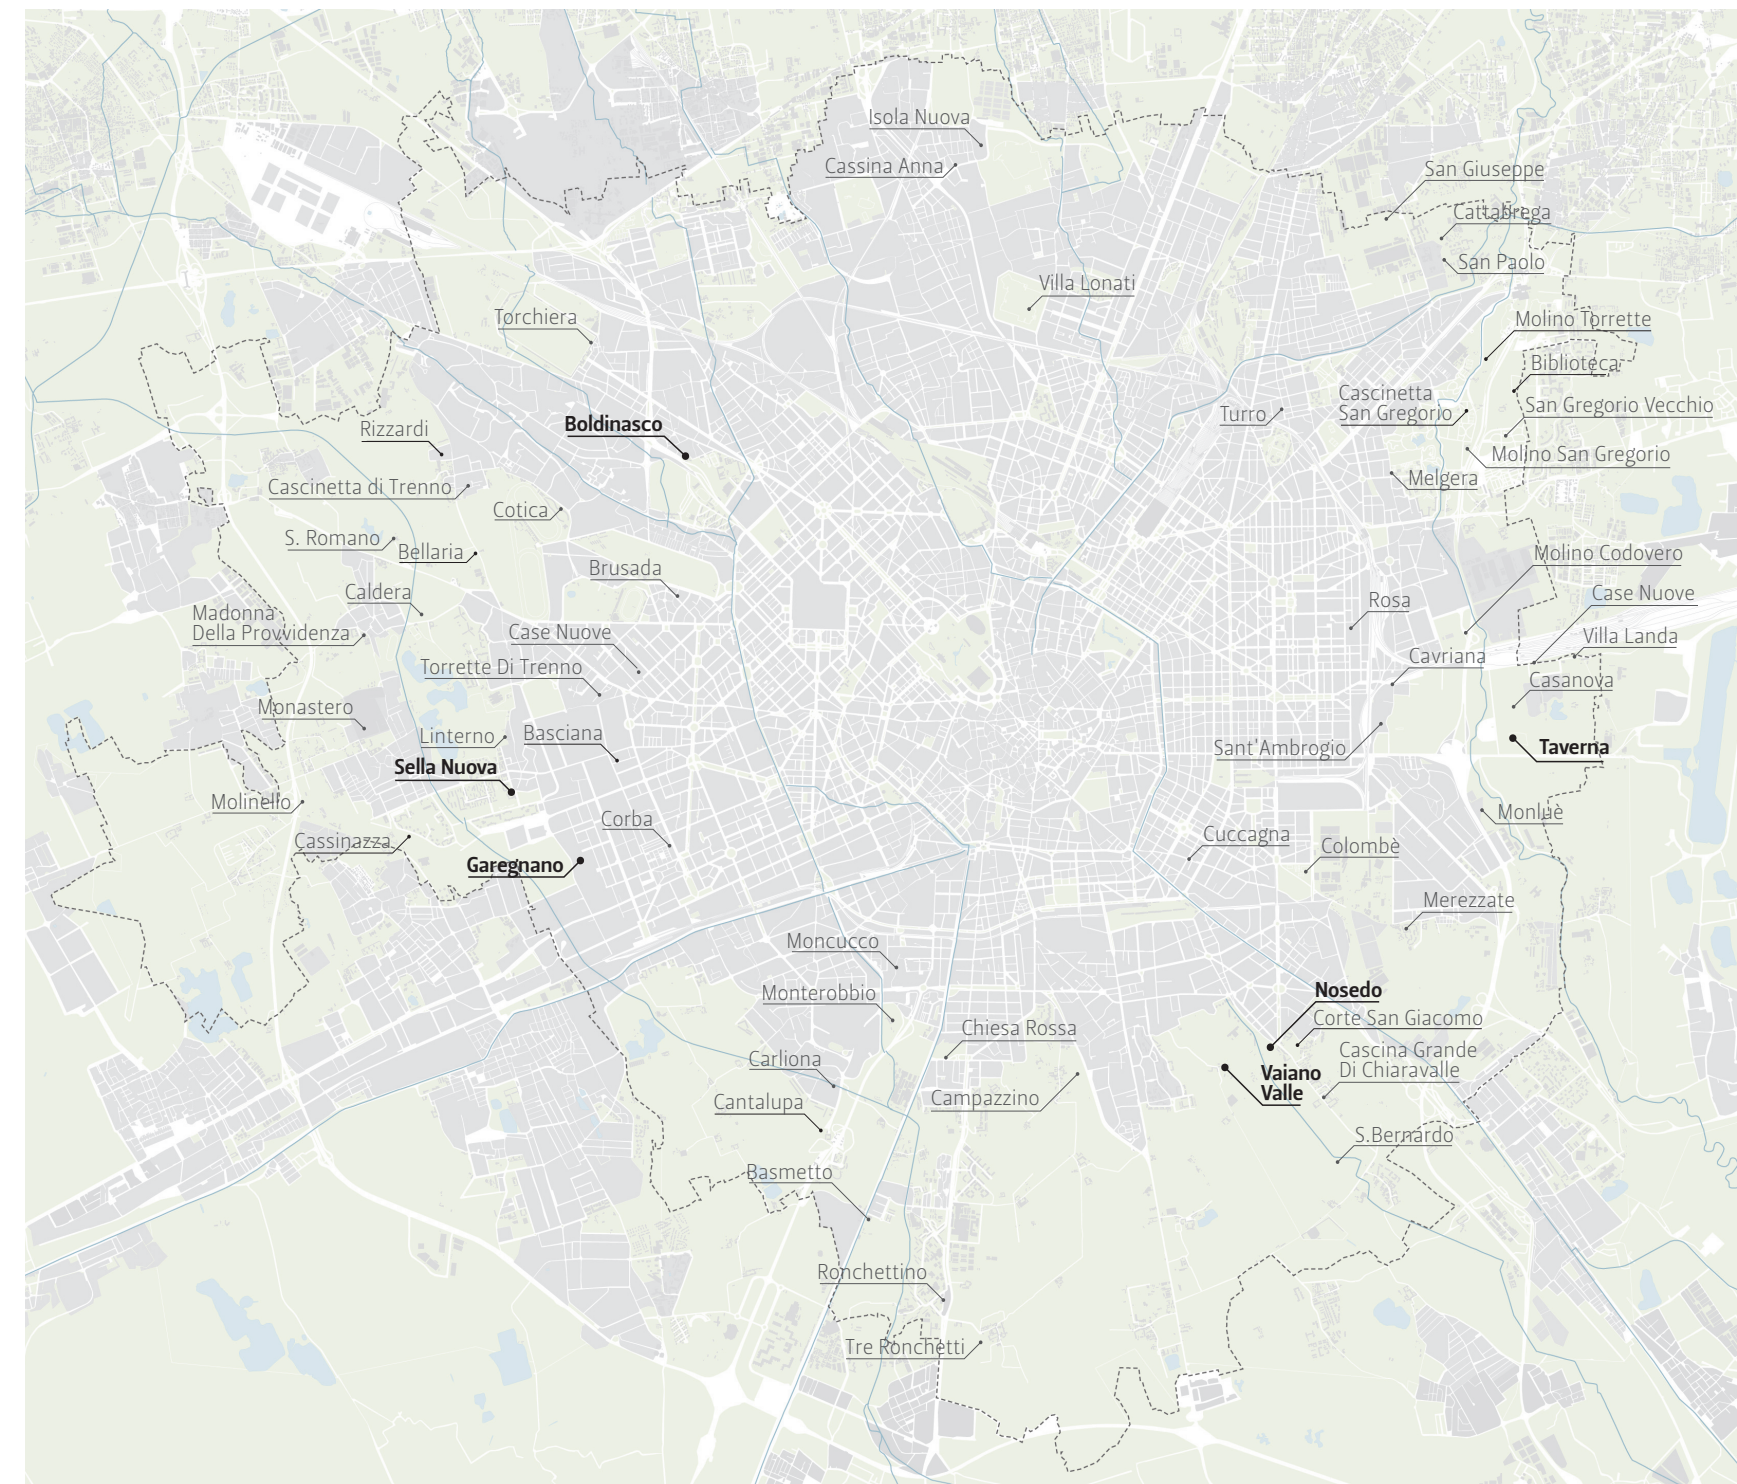 Isola Nuova
Cassina Anna
San Giuseppe
Cattabrega
San Paolo
Villa Lonati
Torchiera
Molino Torrette
Biblioteca
Cascinetta
San Gregorio
San Gregorio Vecchio
Turro
Boldinasco
Rizzardi
Molino San Gregorio
Melgera
Cascinetta di Trenno
Cotica
S. Romano
Bellaria
Molino Codovero
Brusada
Caldera
Case Nuove
Rosa
Madonna
Della Provvidenza
Case Nuove
Villa Landa
Cavriana
Torrette Di Trenno
Casanova
Monastero
Linterno
Basciana
Sant'Ambrogio
Taverna
Sella Nuova
Molinello
Monluè
Corba
Cuccagna
Cassinazza
Colombè
Garegnano
Merezzate
Moncucco
Monterobbio
Nosedo
Corte San Giacomo
Chiesa Rossa
Cascina Grande
Di Chiaravalle
Carliona
Vaiano
Valle
Cantalupa
Campazzino
S.Bernardo
Basmetto
Ronchettino
Tre Ronchetti